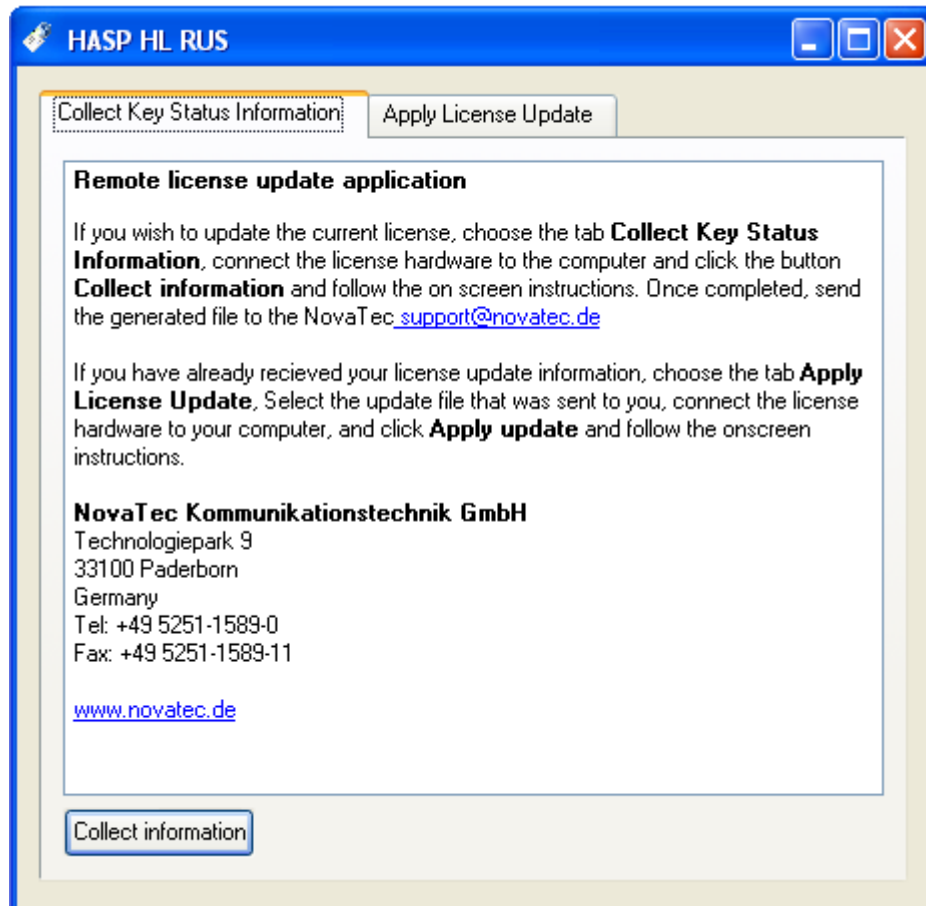 HASP HL RUS
Collect Key Status Information
Apply License Update
Remote license update application
If you wish to update the current license, choose the tab Collect Key Status
Information, connect the license hardware to the computer and click the button
Collect information and follow the on screen instructions. Once completed, send
the generated file to the NovaTec support@novatec.de
If you have already recieved your license update information, choose the tab Apply
License Update, Select the update file that was sent to you, connect the license
hardware to your computer, and click Apply update and follow the onscreen
instructions.
NovaTec Kommunikationstechnik GmbH
Technologiepark 9
33100 Paderborn
Germany
Tel: +49 5251-1589-0
Fax: +49 5251-1589-11
www.novatec.de
Collect information